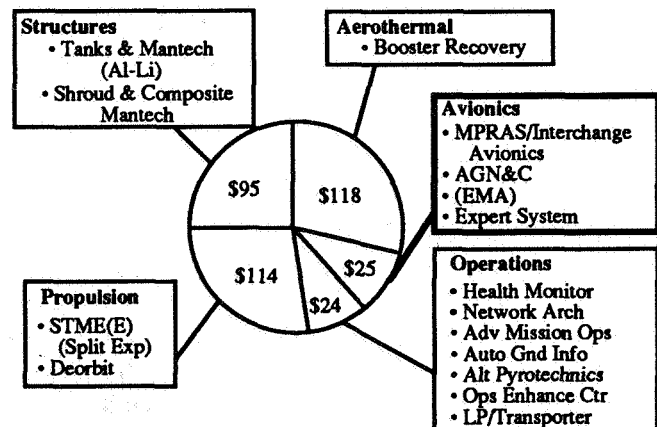 Structures
• Tanks & Mantech
(Al-Li)
• Shroud & Composite
Mantech
Aerothermal
• Booster Recovery
Avionics
• MPRAS/Interchange
Avionics
• AGN&C
• (EMA)
• Expert System
$95
$118
$114
$25
$24
Propulsion
• STME(E)
(Split Exp)
• Deorbit
Operations
• Health Monitor
• Network Arch
• Adv Mission Ops
• Auto Gnd Info
• Alt Pyrotechnics
• Ops Enhance Ctr
• LP/Transporter